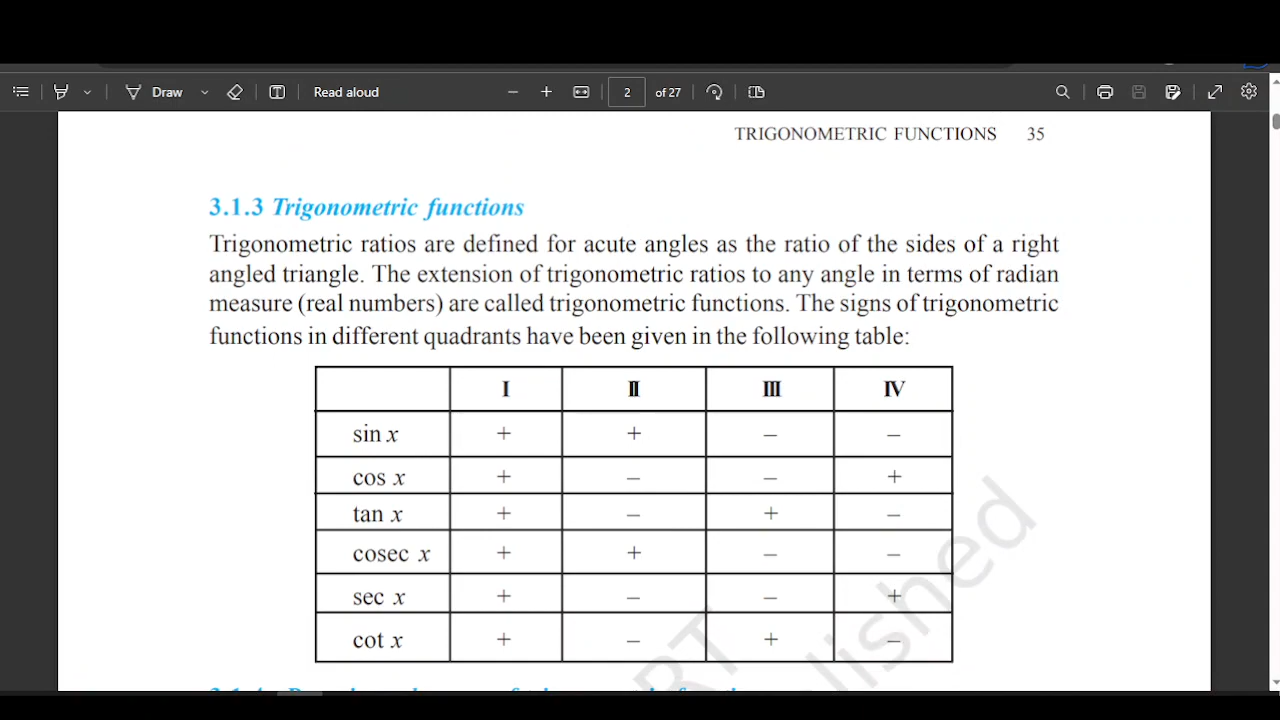 Draw
Read aloud
2
of 27
TRIGONOMETRIC FUNCTIONS 35
3.1.3 Trigonometric functions
Trigonometric ratios are defined for acute angles as the ratio of the sides of a right
angled triangle. The extension of trigonometric ratios to any angle in terms of radian
measure (real numbers) are called trigonometric functions. The signs of trigonometric
functions in different quadrants have been given in the following table:
I II III IV
sin x + + – –
cos x + – – +
tan x + – + –
cosec x + + – –
sec x + – – +
cot x + – + –